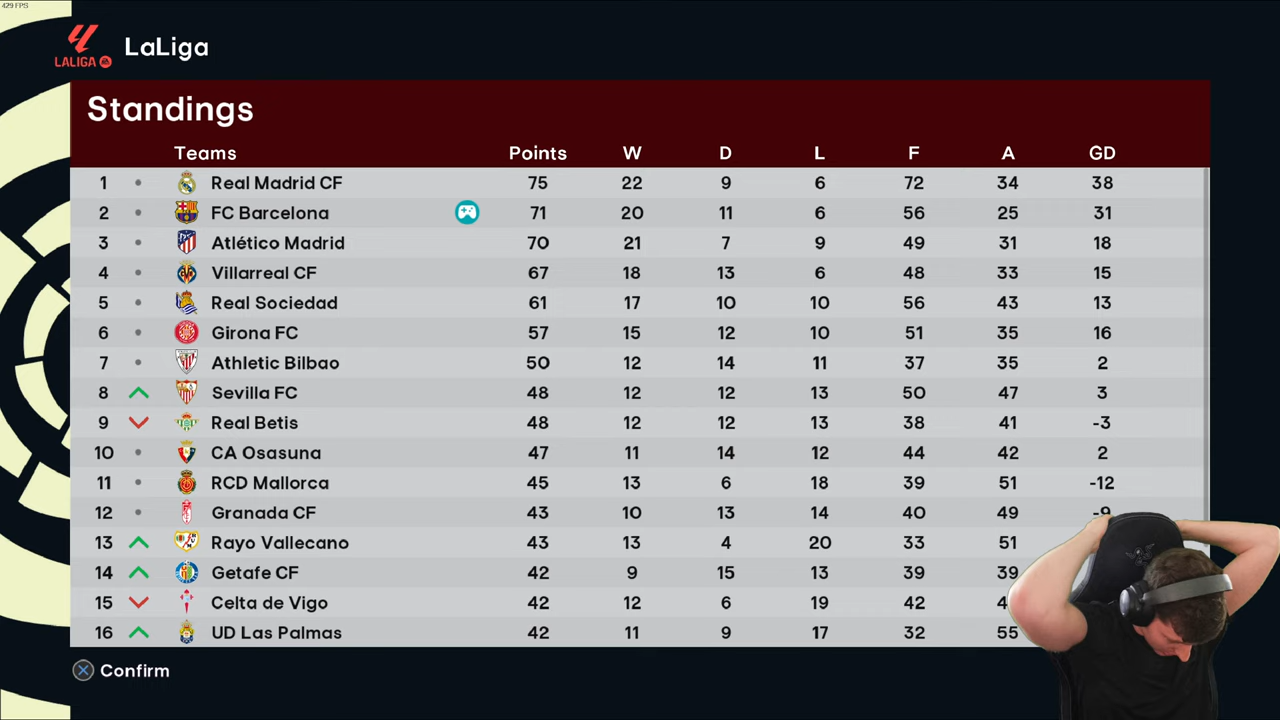 429 FPS
LALIGA EA
LaLiga
Standings
Teams Points W D L F A GD
1 Real Madrid CF 75 22 9 6 72 34 38
2 FC Barcelona 71 20 11 6 56 25 31
3 Atlético Madrid 70 21 7 9 49 31 18
4 Villarreal CF 67 18 13 6 48 33 15
5 Real Sociedad 61 17 10 10 56 43 13
6 Girona FC 57 15 12 10 51 35 16
7 Athletic Bilbao 50 12 14 11 37 35 2
8 Sevilla FC 48 12 12 13 50 47 3
9 Real Betis 48 12 12 13 38 41 -3
10 CA Osasuna 47 11 14 12 44 42 2
11 RCD Mallorca 45 13 6 18 39 51 -12
12 Granada CF 43 10 13 14 40 49 -9
13 Rayo Vallecano 43 13 4 20 33 51
14 Getafe CF 42 9 15 13 39 39
15 Celta de Vigo 42 12 6 19 42
16 UD Las Palmas 42 11 9 17 32 55
Confirm